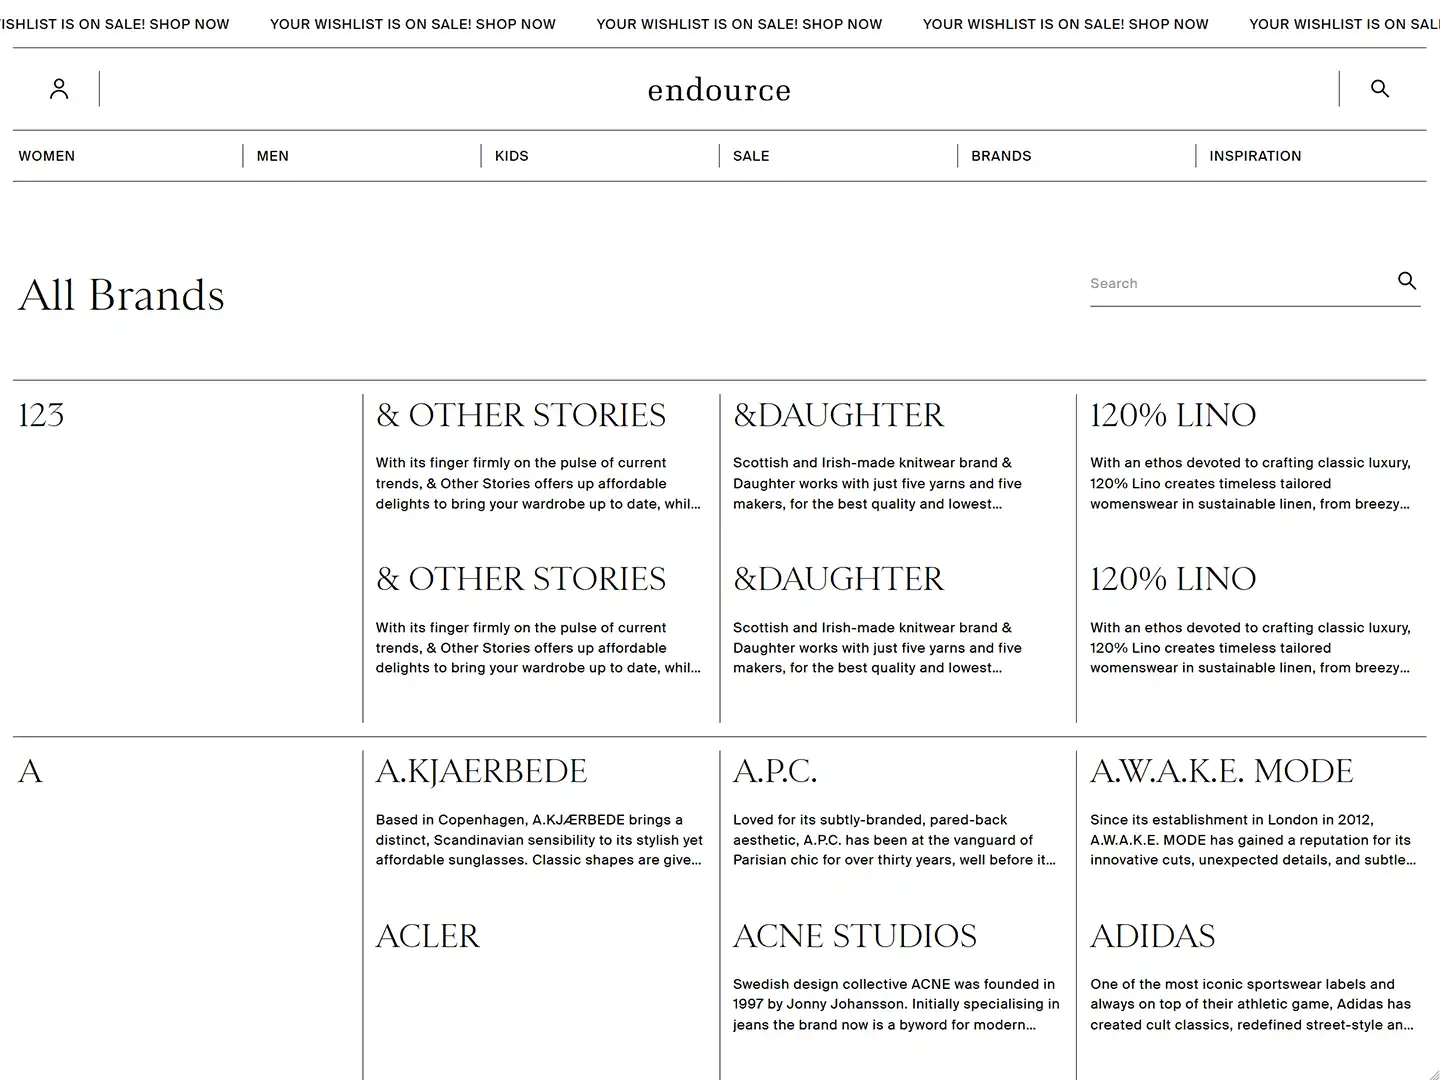 ISHLIST IS ON SALE! SHOP NOW YOUR WISHLIST IS ON SALE! SHOP NOW YOUR WISHLIST IS ON SALE! SHOP NOW YOUR WISHLIST IS ON SALE! SHOP NOW YOUR WISHLIST IS ON SAL
endource
WOMEN MEN KIDS SALE BRANDS INSPIRATION
All Brands
Search
123
& OTHER STORIES
With its finger firmly on the pulse of current
trends, & Other Stories offers up affordable
delights to bring your wardrobe up to date, whil...
&DAUGHTER
Scottish and Irish-made knitwear brand &
Daughter works with just five yarns and five
makers, for the best quality and lowest...
120% LINO
With an ethos devoted to crafting classic luxury,
120% Lino creates timeless tailored
womenswear in sustainable linen, from breezy...
& OTHER STORIES
With its finger firmly on the pulse of current
trends, & Other Stories offers up affordable
delights to bring your wardrobe up to date, whil...
&DAUGHTER
Scottish and Irish-made knitwear brand &
Daughter works with just five yarns and five
makers, for the best quality and lowest...
120% LINO
With an ethos devoted to crafting classic luxury,
120% Lino creates timeless tailored
womenswear in sustainable linen, from breezy...
A
A.KJAERBEDE
Based in Copenhagen, A.KJÆRBEDE brings a
distinct, Scandinavian sensibility to its stylish yet
affordable sunglasses. Classic shapes are give...
A.P.C.
Loved for its subtly-branded, pared-back
aesthetic, A.P.C. has been at the vanguard of
Parisian chic for over thirty years, well before it...
A.W.A.K.E. MODE
Since its establishment in London in 2012,
A.W.A.K.E. MODE has gained a reputation for its
innovative cuts, unexpected details, and subtle...
ACLER
ACNE STUDIOS
Swedish design collective ACNE was founded in
1997 by Jonny Johansson. Initially specialising in
jeans the brand now is a byword for modern...
ADIDAS
One of the most iconic sportswear labels and
always on top of their athletic game, Adidas has
created cult classics, redefined street-style an...